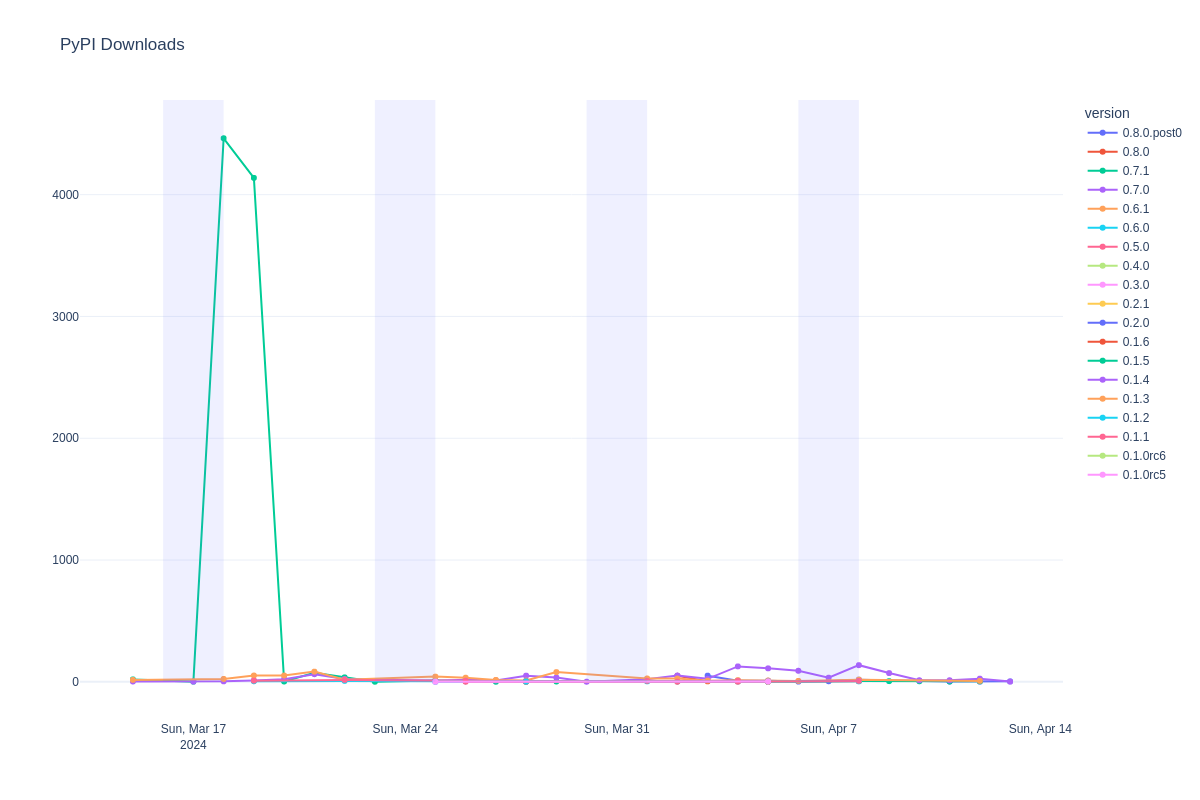 PyPI Downloads
4000
3000
2000
1000
0
Sun, Mar 17
2024
Sun, Mar 24
Sun, Mar 31
Sun, Apr 7
Sun, Apr 14
version
0.8.0.post0
0.8.0
0.7.1
0.7.0
0.6.1
0.6.0
0.5.0
0.4.0
0.3.0
0.2.1
0.2.0
0.1.6
0.1.5
0.1.4
0.1.3
0.1.2
0.1.1
0.1.0rc6
0.1.0rc5